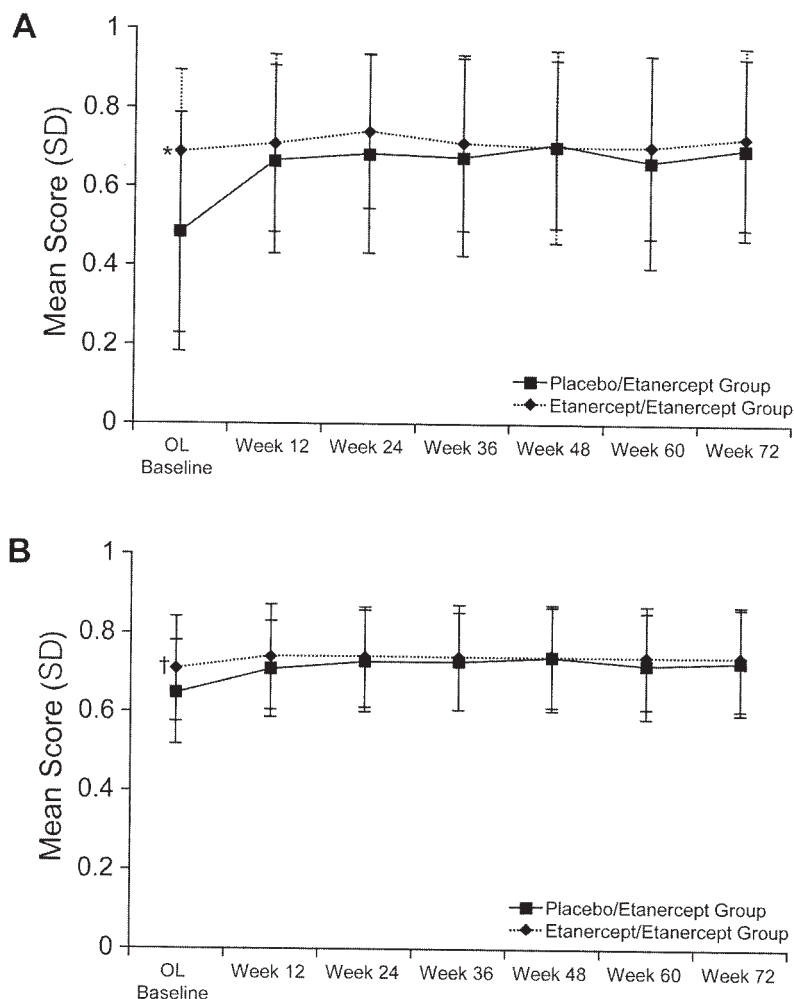 A
Mean Score (SD)
1
0.8
0.6
0.4
0.2
0
*
Placebo/Etanercept Group
Etanercept/Etanercept Group
OL Baseline
Week 12
Week 24
Week 36
Week 48
Week 60
Week 72
B
Mean Score (SD)
1
0.8
0.6
0.4
0.2
0
†
Placebo/Etanercept Group
Etanercept/Etanercept Group
OL Baseline
Week 12
Week 24
Week 36
Week 48
Week 60
Week 72